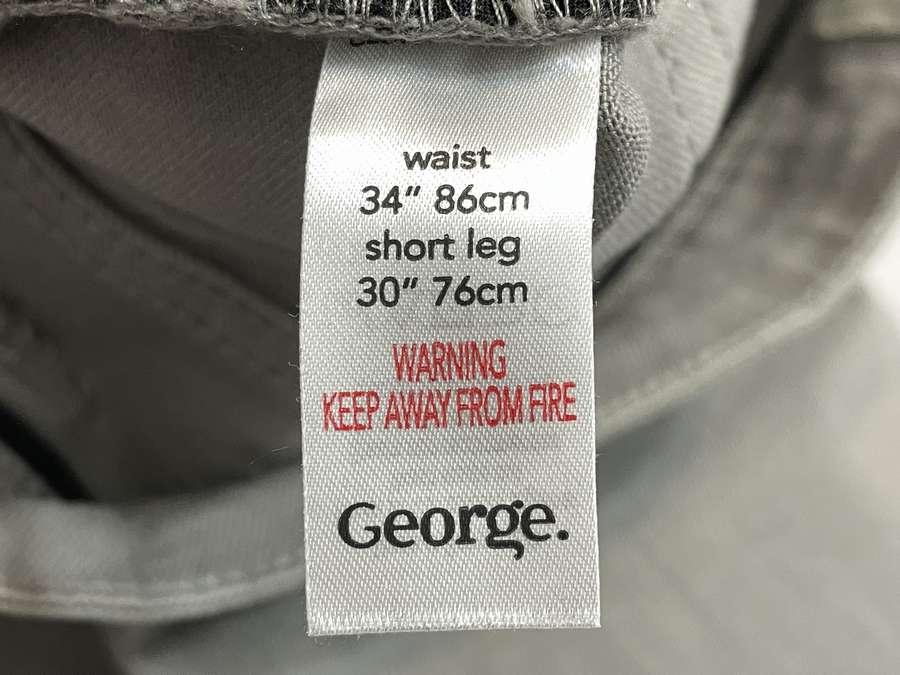 waist
34” 86cm
short leg
30” 76cm
WARNING
KEEP AWAY FROM FIRE
George.